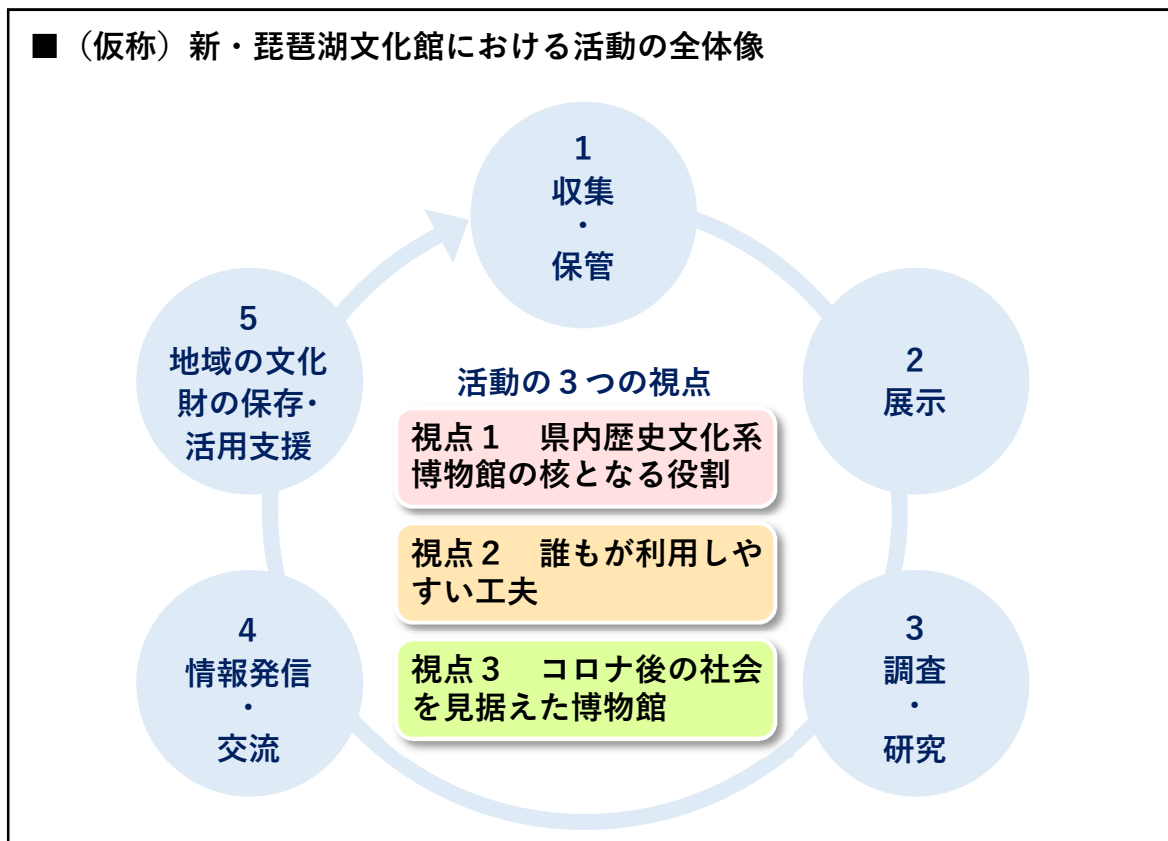 ■（仮称）新・琵琶湖文化館における活動の全体像
1
収集
・
保管
2
展示
3
調査
・
研究
4
情報発信
・
交流
5
地域の文化
財の保存・
活用支援
活動の３つの視点
視点１　県内歴史文化系
博物館の核となる役割
視点２　誰もが利用しや
すい工夫
視点３　コロナ後の社会
を見据えた博物館